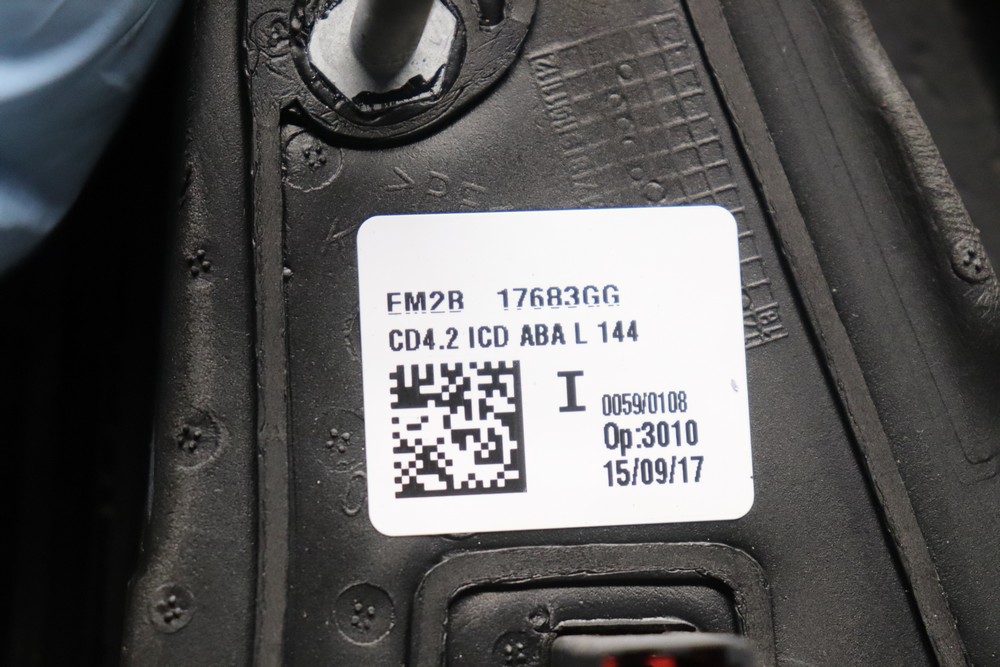 EM2B 17683GG
CD4.2 ICD ABA L 144
I
0059/0108
Op:3010
15/09/17